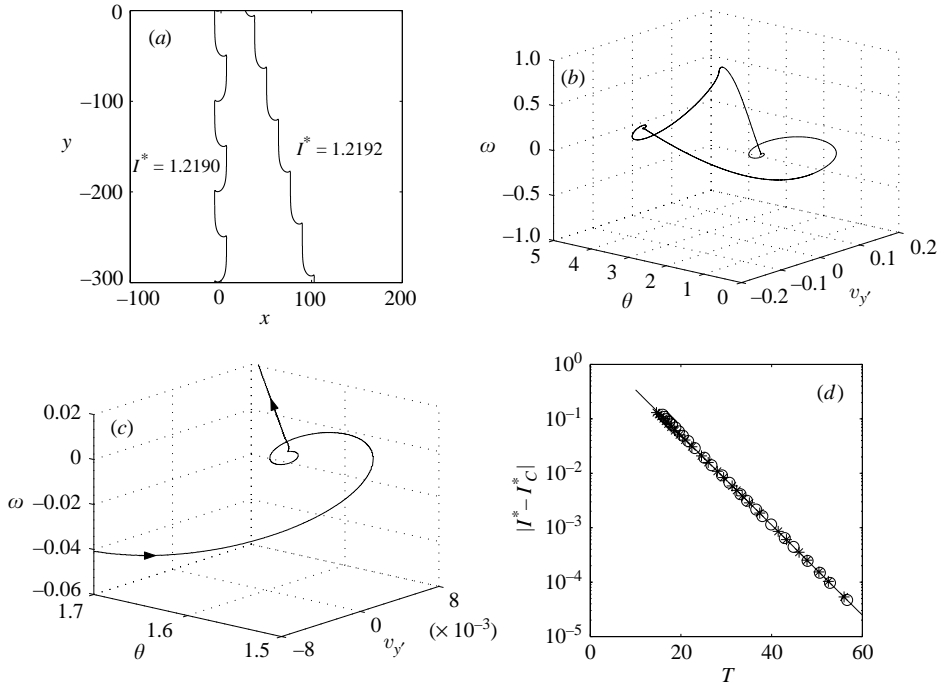 (a)
0
–100
y
–200
–300
I* = 1.2190
I* = 1.2192
–100
0
100
200
x
(b)
1.0
0.5
ω
0
–0.5
–1.0
5
4
3
2
1
0
θ
–0.2
–0.1
0
0.1
0.2
v_y′
(c)
0.02
0
ω
–0.02
–0.04
–0.06
1.7
1.6
1.5
θ
–8
0
8
(× 10⁻³)
v_y′
(d)
10⁰
10⁻¹
10⁻²
10⁻³
10⁻⁴
10⁻⁵
|I* – I*_C|
0
20
40
60
T